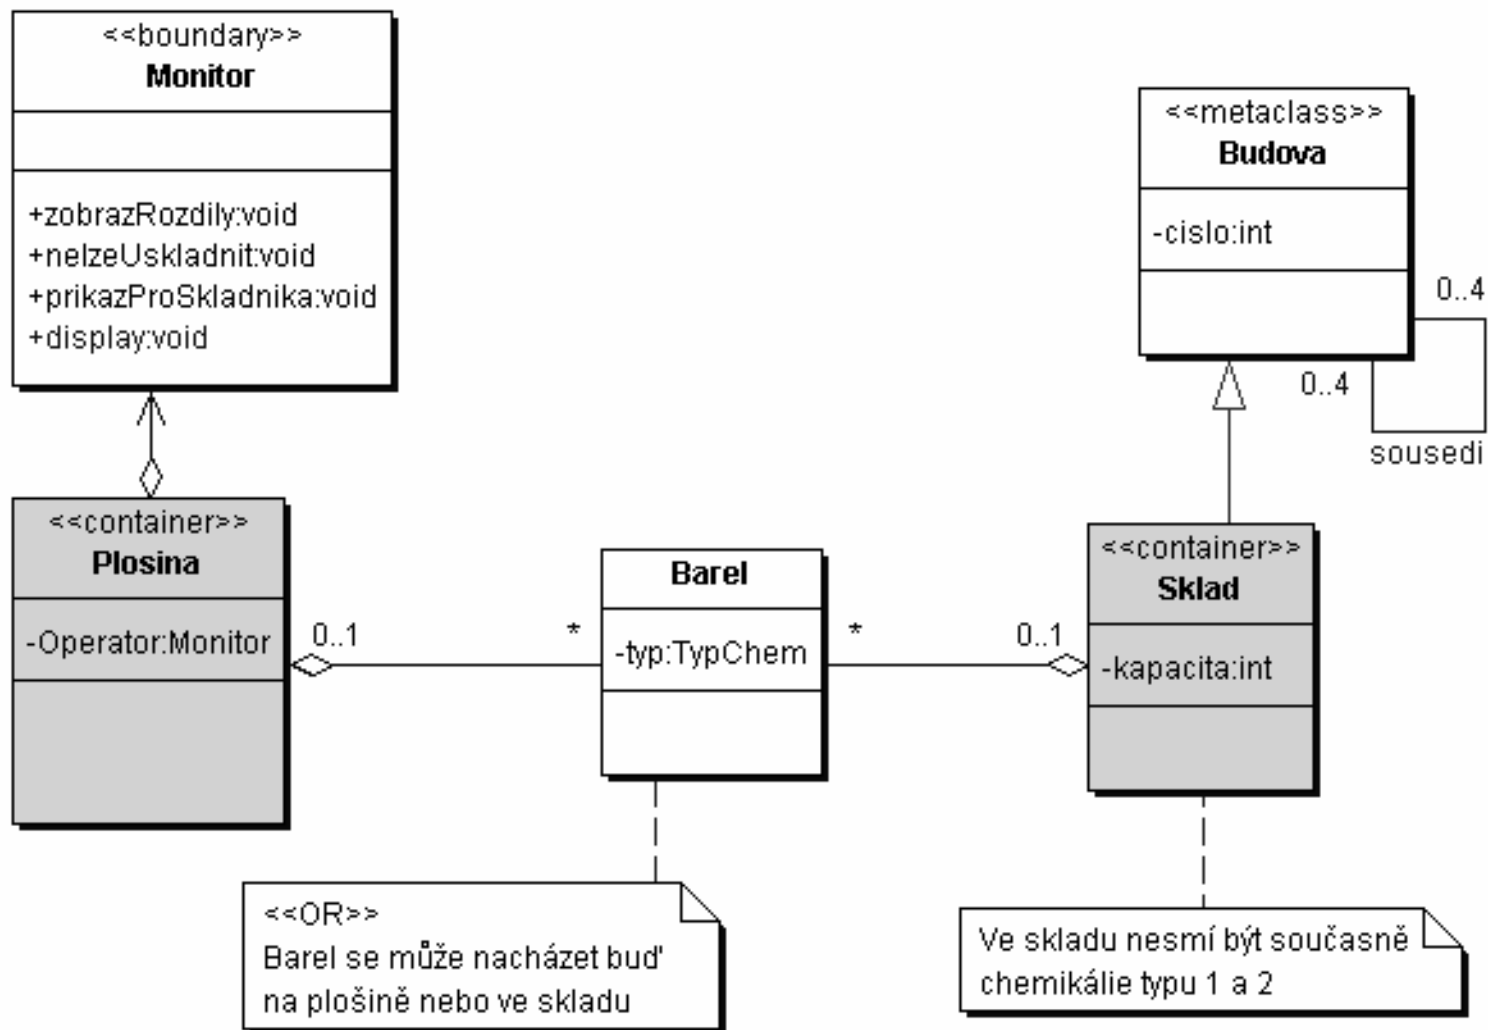 <<boundary>>
Monitor
+zobrazRozdily:void
+nelzeUskladnit:void
+prikazProSkladnika:void
+display:void
<<metaclass>>
Budova
-cislo:int
0..4
0..4
sousedi
<<container>>
Plosina
-Operator:Monitor
0..1
*
Barel
-typ:TypChem
*
0..1
<<container>>
Sklad
-kapacita:int
<<OR>>
Barel se může nacházet buď
na plošině nebo ve skladu
Ve skladu nesmí být současně
chemikálie typu 1 a 2